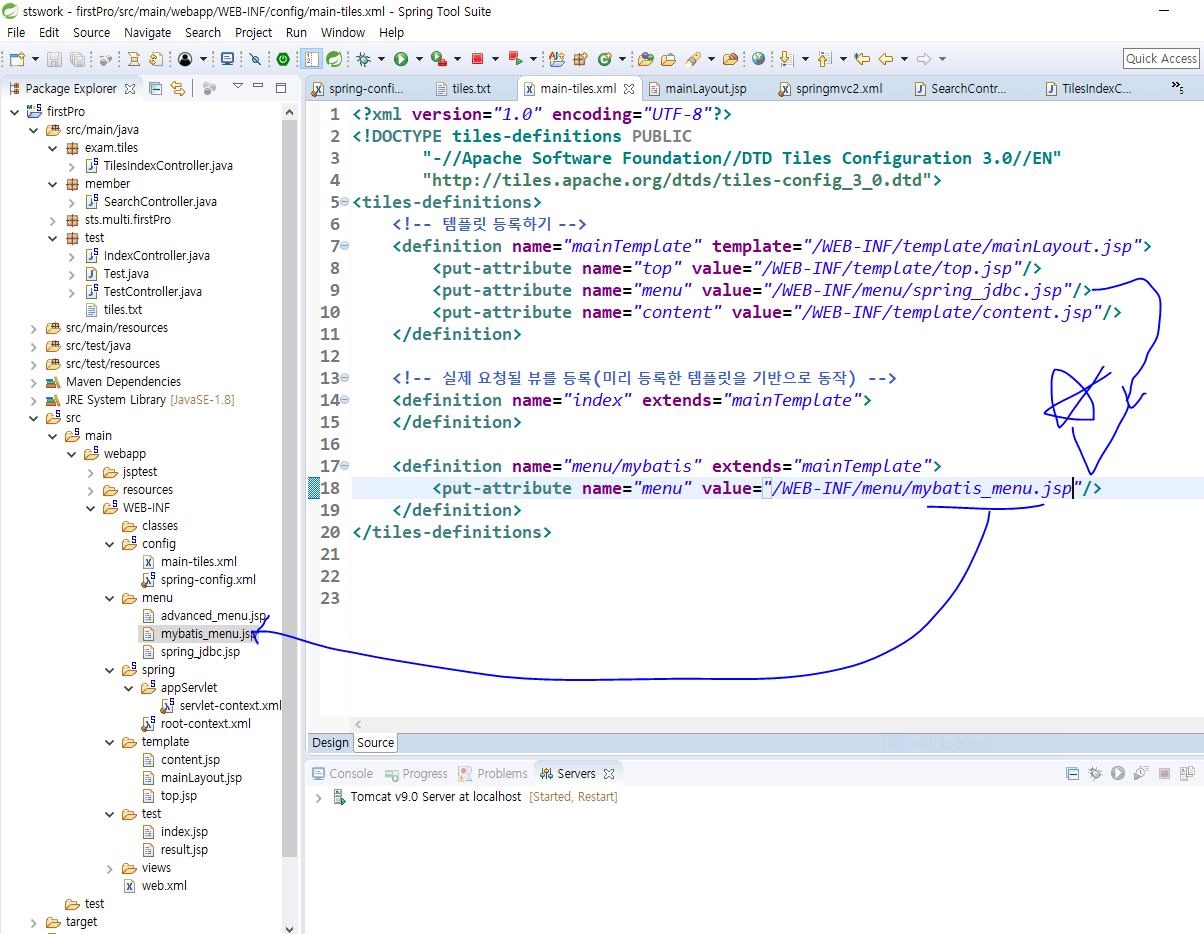 stswork - firstPro/src/main/webapp/WEB-INF/config/main-tiles.xml - Spring Tool Suite
File Edit Source Navigate Search Project Run Window Help
Quick Access
Package Explorer
spring-confi... tiles.txt main-tiles.xml mainLayout.jsp springmvc2.xml SearchContr... TilesIndexC... »5
firstPro
src/main/java
exam.tiles
TilesIndexController.java
member
SearchController.java
sts.multi.firstPro
test
IndexController.java
Test.java
TestController.java
tiles.txt
src/main/resources
src/test/java
src/test/resources
Maven Dependencies
JRE System Library [JavaSE-1.8]
src
main
webapp
jsptest
resources
WEB-INF
classes
config
main-tiles.xml
spring-config.xml
menu
advanced_menu.jsp
mybatis_menu.jsp
spring_jdbc.jsp
spring
appServlet
servlet-context.xml
root-context.xml
template
content.jsp
mainLayout.jsp
top.jsp
test
index.jsp
result.jsp
views
web.xml
test
target
1 <?xml version="1.0" encoding="UTF-8"?>
2 <!DOCTYPE tiles-definitions PUBLIC
3 "-//Apache Software Foundation//DTD Tiles Configuration 3.0//EN"
4 "http://tiles.apache.org/dtds/tiles-config_3_0.dtd">
5 <tiles-definitions>
6 <!-- 템플릿 등록하기 -->
7 <definition name="mainTemplate" template="/WEB-INF/template/mainLayout.jsp">
8 <put-attribute name="top" value="/WEB-INF/template/top.jsp"/>
9 <put-attribute name="menu" value="/WEB-INF/menu/spring_jdbc.jsp"/>
10 <put-attribute name="content" value="/WEB-INF/template/content.jsp"/>
11 </definition>
12
13 <!-- 실제 요청될 뷰를 등록(미리 등록한 템플릿을 기반으로 동작) -->
14 <definition name="index" extends="mainTemplate">
15 </definition>
16
17 <definition name="menu/mybatis" extends="mainTemplate">
18 <put-attribute name="menu" value="/WEB-INF/menu/mybatis_menu.jsp"/>
19 </definition>
20 </tiles-definitions>
21
22
23
Design Source
Console Progress Problems Servers
Tomcat v9.0 Server at localhost [Started, Restart]